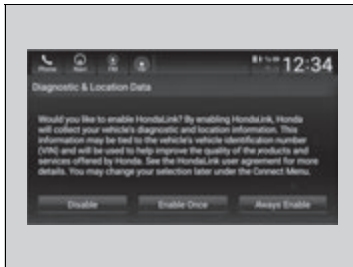 Phone Navi
12:34
Diagnostic & Location Data
Would you like to enable HondaLink? By enabling HondaLink, Honda
will collect your vehicle's diagnostic and location information. This
information may be tied to the vehicle's vehicle identification number
(VIN) and will be used to help improve the quality of the products and
services offered by Honda. See the HondaLink user agreement for more
details. You may change your selection later under the Connect Menu.
Disable Enable Once Aways Enable